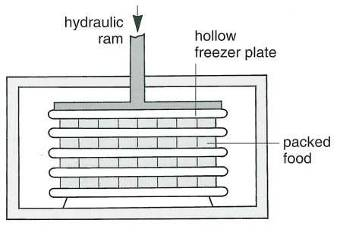 hydraulic
ram
hollow
freezer plate
packed
food